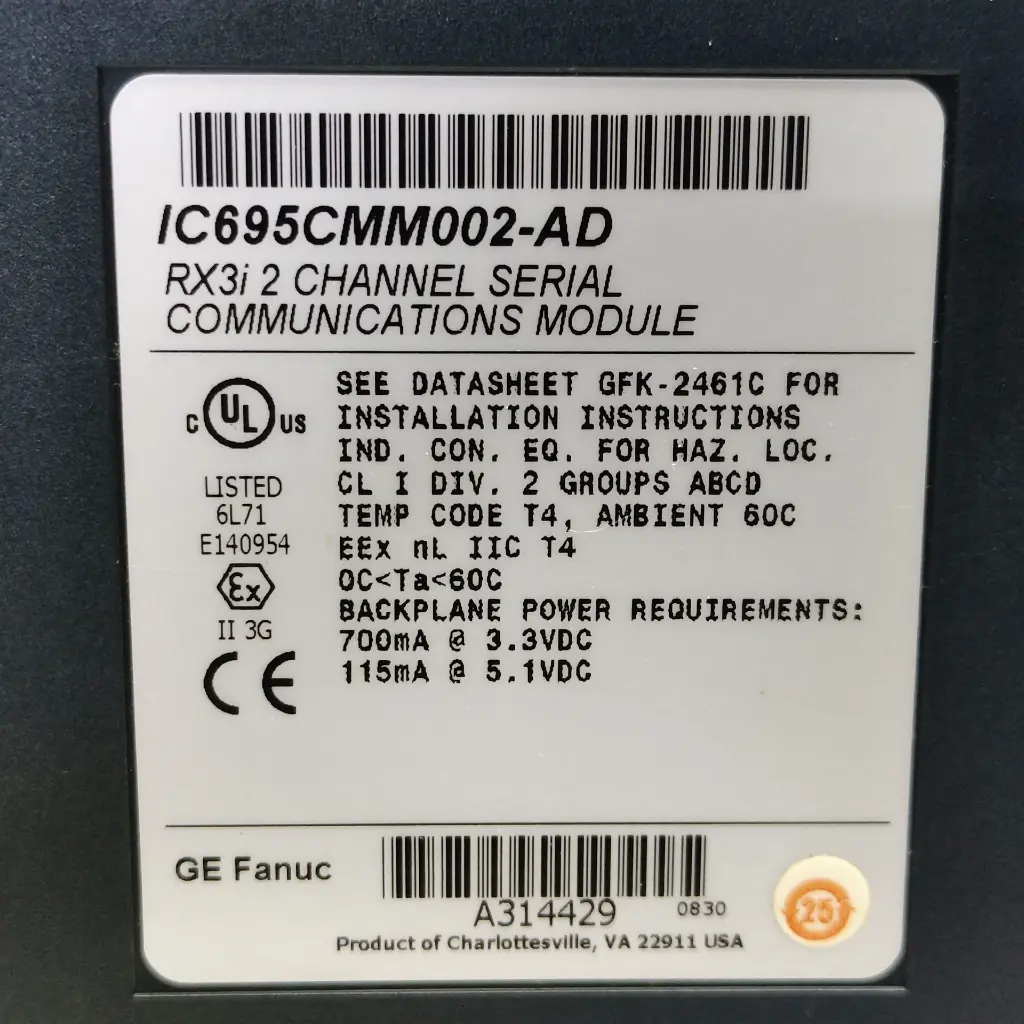 IC695CMM002-AD
RX3i 2 CHANNEL SERIAL
COMMUNICATIONS MODULE
C UL US
LISTED
6L71
E140954
Ex
II 3G
CE
SEE DATASHEET GFK-2461C FOR
INSTALLATION INSTRUCTIONS
IND. CON. EQ. FOR HAZ. LOC.
CL I DIV. 2 GROUPS ABCD
TEMP CODE T4, AMBIENT 60C
EEx nL IIC T4
0C<Ta<60C
BACKPLANE POWER REQUIREMENTS:
700mA @ 3.3VDC
115mA @ 5.1VDC
GE Fanuc
A314429 0830
Product of Charlottesville, VA 22911 USA
25